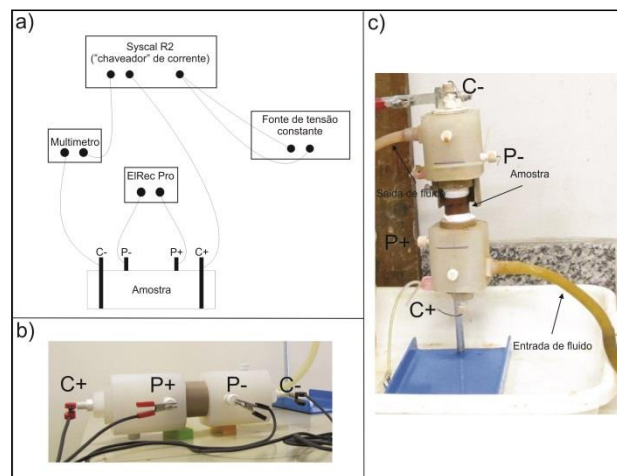 a)
Syscal R2
("chaveador" de corrente)
Fonte de tensão
constante
Multimetro
ElRec Pro
C- P- P+ C+
Amostra
b)
C+ P+ P- C-
c)
C-
P-
Amostra
Saída de fluido
P+
C+
Entrada de fluido